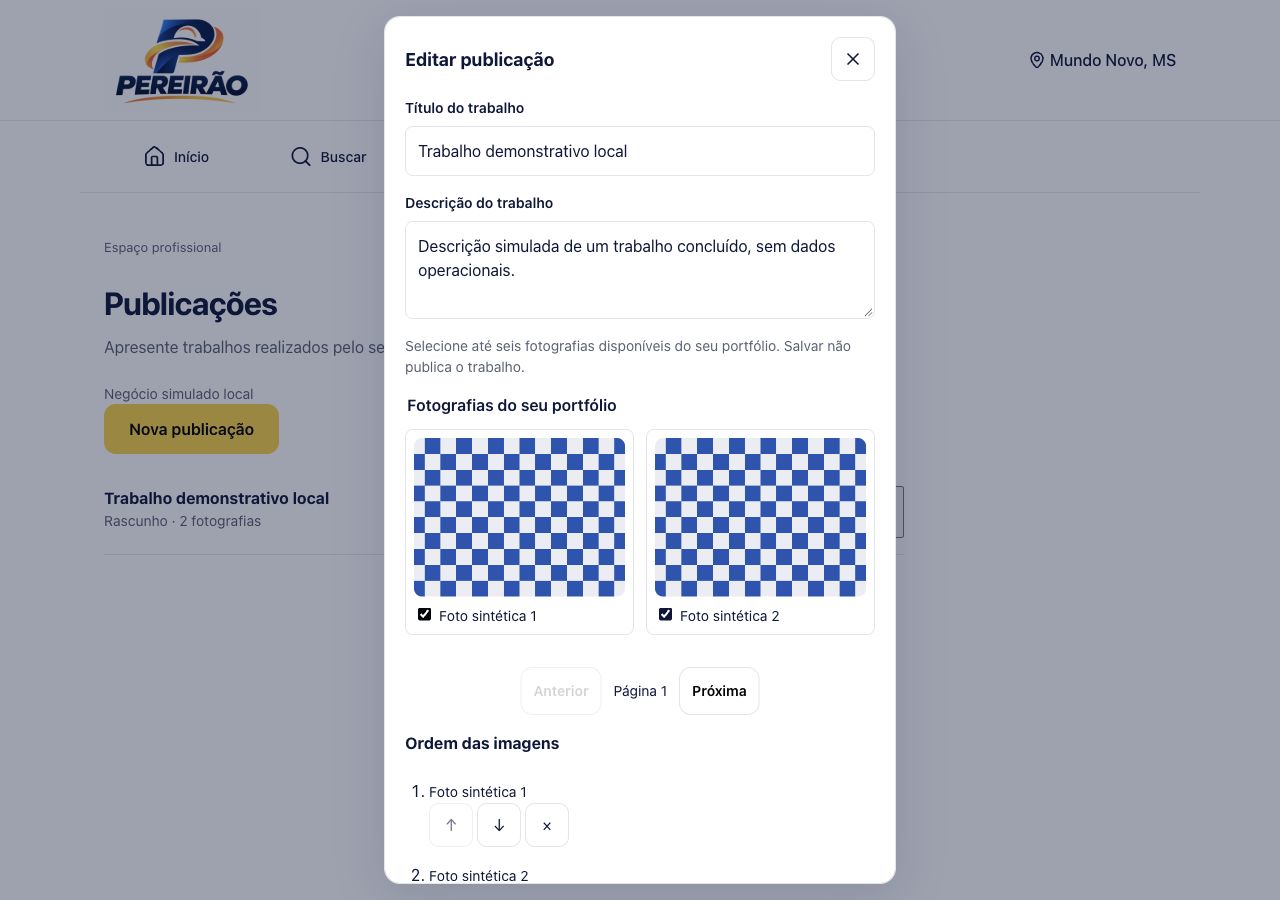 PEREIRÃO
Mundo Novo, MS
Início
Buscar
Espaço profissional
Publicações
Apresente trabalhos realizados pelo se
Negócio simulado local
Nova publicação
Trabalho demonstrativo local
Rascunho · 2 fotografias
Editar publicação
Título do trabalho
Trabalho demonstrativo local
Descrição do trabalho
Descrição simulada de um trabalho concluído, sem dados
operacionais.
Selecione até seis fotografias disponíveis do seu portfólio. Salvar não
publica o trabalho.
Fotografias do seu portfólio
Foto sintética 1
Foto sintética 2
Anterior
Página 1
Próxima
Ordem das imagens
1. Foto sintética 1
↑ ↓ ×
2. Foto sintética 2